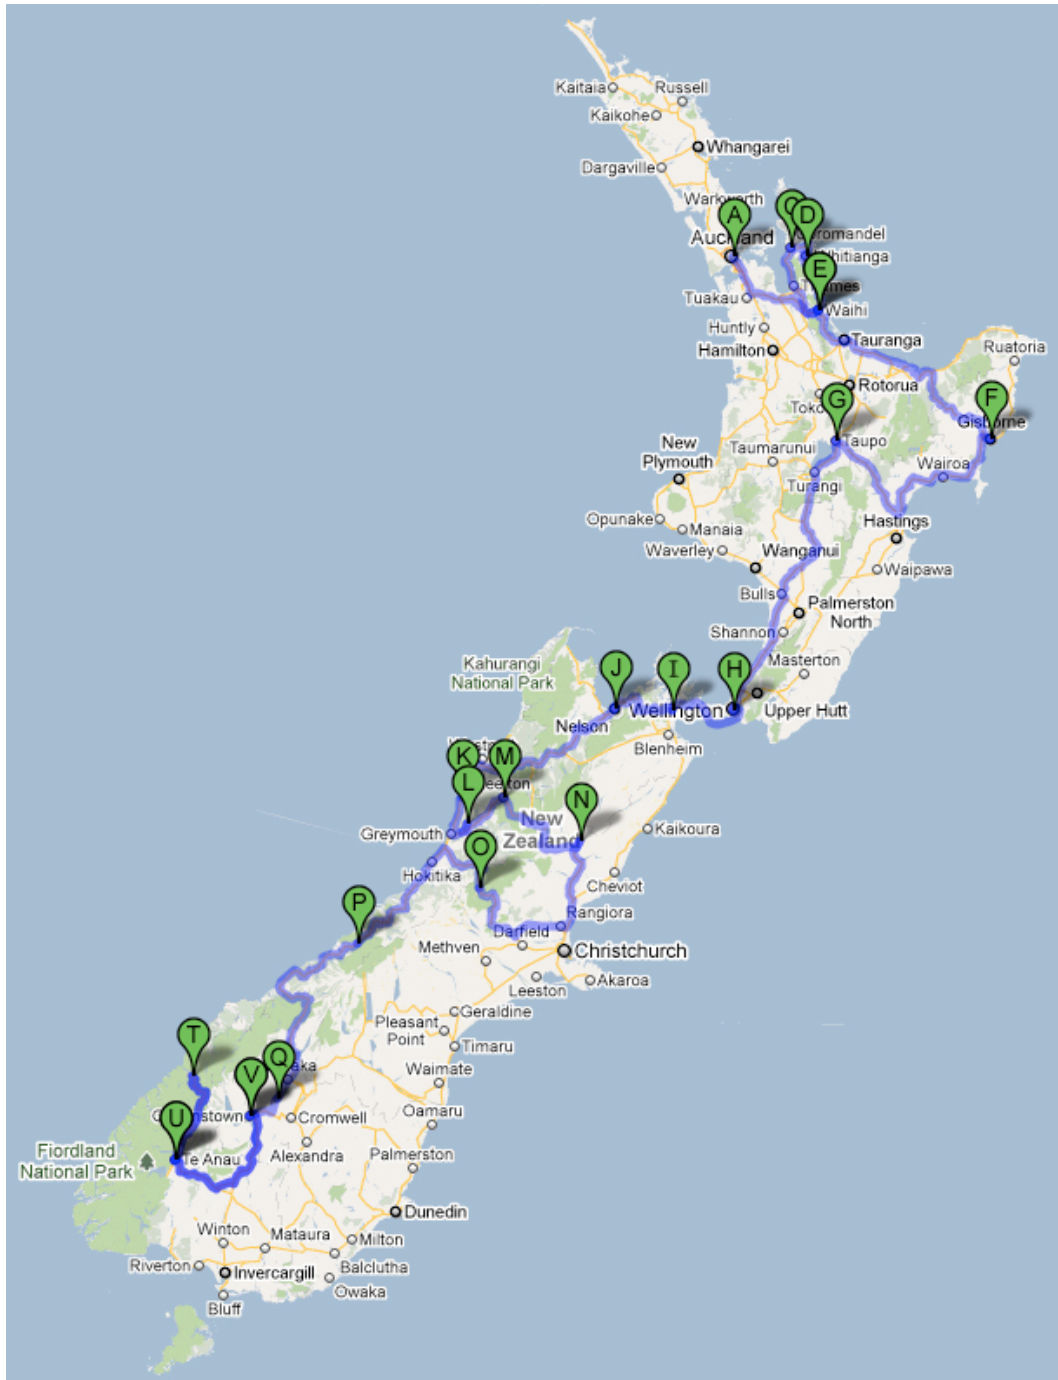 Kaitaia
Russell
Kaikohe
Whangarei
Dargaville
A
C
D
Tuakau
E
Waihi
Huntly
Hamilton
Tauranga
Ruatoria
Rotorua
G
F
Taupo
New
Plymouth
Taumarunui
Turangi
Wairoa
Opunake
Manaia
Hastings
Waverley
Wanganui
Waipawa
Bulls
Palmerston
North
Shannon
Masterton
Kahurangi
National Park
J
I
H
Wellington
Upper Hutt
Nelson
Blenheim
K
M
L
N
New
Zealand
Greymouth
Kaikoura
O
Hokitika
Cheviot
P
Rangiora
Darfield
Methven
Christchurch
Leeston
Akaroa
Geraldine
Pleasant
Point
Timaru
T
Waimate
V
Q
U
Cromwell
Oamaru
Fiordland
National Park
Te Anau
Alexandra
Palmerston
Dunedin
Winton
Mataura
Milton
Riverton
Invercargill
Balclutha
Owaka
Bluff